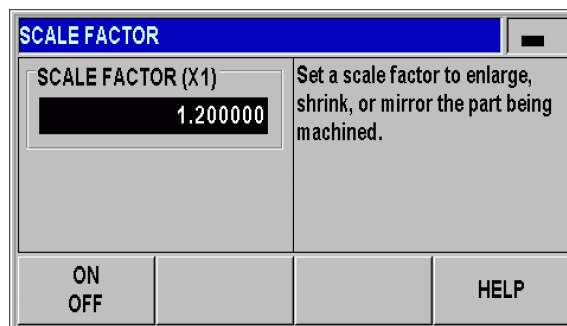 SCALE FACTOR
SCALE FACTOR (X1)
1.200000
Set a scale factor to enlarge,
shrink, or mirror the part being
machined.
ON
OFF
HELP